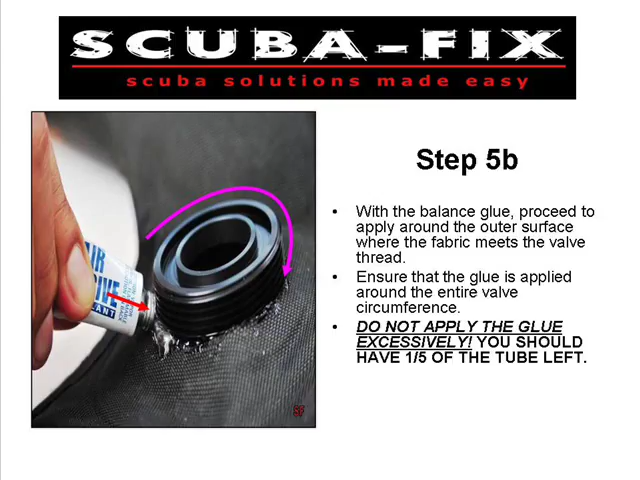 SCUBA-FIX
scuba solutions made easy
Step 5b
• With the balance glue, proceed to
apply around the outer surface
where the fabric meets the valve
thread.
• Ensure that the glue is applied
around the entire valve
circumference.
• DO NOT APPLY THE GLUE
EXCESSIVELY! YOU SHOULD
HAVE 1/5 OF THE TUBE LEFT.